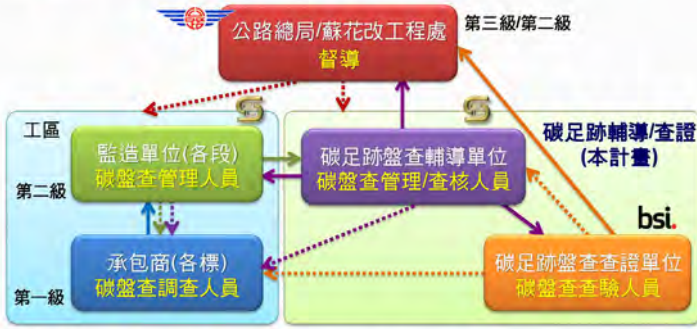 公路總局/蘇花改工程處
督導
第三級/第二級
工區
監造單位(各段)
碳盤查管理人員
第二級
碳足跡盤查輔導單位
碳盤查管理/查核人員
碳足跡輔導/查證
(本計畫)
bsi.
承包商(各標)
碳盤查調查人員
第一級
碳足跡盤查查證單位
碳盤查查驗人員